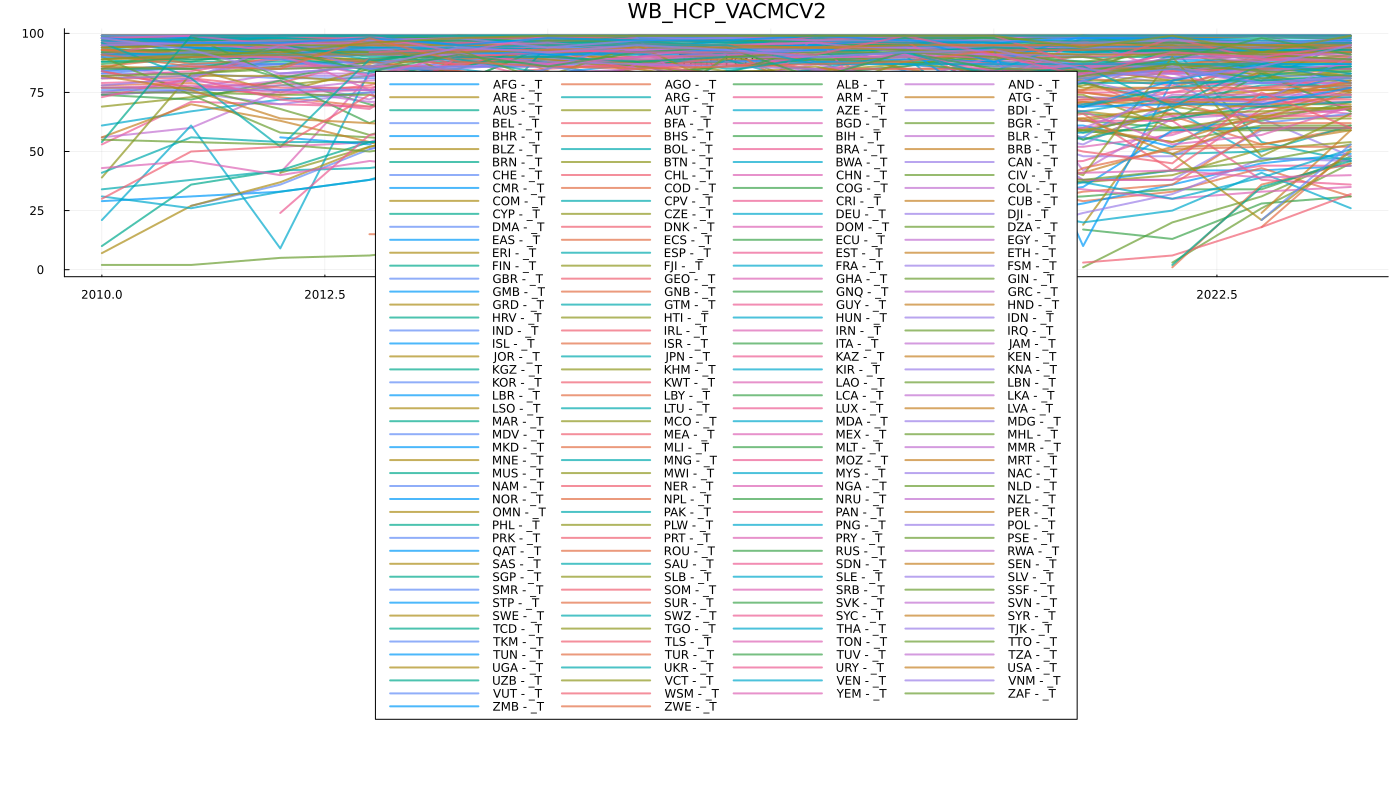 WB_HCP_VACMCV2
100
75
50
25
0
2010.0 2012.5 2022.5
AFG - _T AGO - _T ALB - _T AND - _T
ARE - _T ARG - _T ARM - _T ATG - _T
AUS - _T AUT - _T AZE - _T BDI - _T
BEL - _T BFA - _T BGD - _T BGR - _T
BHR - _T BHS - _T BIH - _T BLR - _T
BLZ - _T BOL - _T BRA - _T BRB - _T
BRN - _T BTN - _T BWA - _T CAN - _T
CHE - _T CHL - _T CHN - _T CIV - _T
CMR - _T COD - _T COG - _T COL - _T
COM - _T CPV - _T CRI - _T CUB - _T
CYP - _T CZE - _T DEU - _T DJI - _T
DMA - _T DNK - _T DOM - _T DZA - _T
EAS - _T ECS - _T ECU - _T EGY - _T
ERI - _T ESP - _T EST - _T ETH - _T
FIN - _T FJI - _T FRA - _T FSM - _T
GBR - _T GEO - _T GHA - _T GIN - _T
GMB - _T GNB - _T GNQ - _T GRC - _T
GRD - _T GTM - _T GUY - _T HND - _T
HRV - _T HTI - _T HUN - _T IDN - _T
IND - _T IRL - _T IRN - _T IRQ - _T
ISL - _T ISR - _T ITA - _T JAM - _T
JOR - _T JPN - _T KAZ - _T KEN - _T
KGZ - _T KHM - _T KIR - _T KNA - _T
KOR - _T KWT - _T LAO - _T LBN - _T
LBR - _T LBY - _T LCA - _T LKA - _T
LSO - _T LTU - _T LUX - _T LVA - _T
MAR - _T MCO - _T MDA - _T MDG - _T
MDV - _T MEA - _T MEX - _T MHL - _T
MKD - _T MLI - _T MLT - _T MMR - _T
MNE - _T MNG - _T MOZ - _T MRT - _T
MUS - _T MWI - _T MYS - _T NAC - _T
NAM - _T NER - _T NGA - _T NLD - _T
NOR - _T NPL - _T NRU - _T NZL - _T
OMN - _T PAK - _T PAN - _T PER - _T
PHL - _T PLW - _T PNG - _T POL - _T
PRK - _T PRT - _T PRY - _T PSE - _T
QAT - _T ROU - _T RUS - _T RWA - _T
SAS - _T SAU - _T SDN - _T SEN - _T
SGP - _T SLB - _T SLE - _T SLV - _T
SMR - _T SOM - _T SRB - _T SSF - _T
STP - _T SUR - _T SVK - _T SVN - _T
SWE - _T SWZ - _T SYC - _T SYR - _T
TCD - _T TGO - _T THA - _T TJK - _T
TKM - _T TLS - _T TON - _T TTO - _T
TUN - _T TUR - _T TUV - _T TZA - _T
UGA - _T UKR - _T URY - _T USA - _T
UZB - _T VCT - _T VEN - _T VNM - _T
VUT - _T WSM - _T YEM - _T ZAF - _T
ZMB - _T ZWE - _T